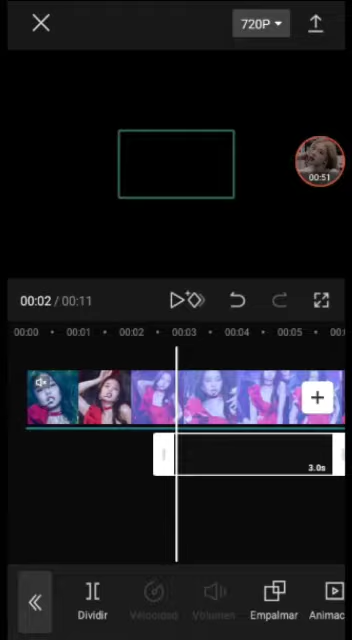 720P
00:51
00:02 / 00:11
00:00 00:01 00:02 00:03 00:04 00:05
3.0s
Dividir Velocidad Volumen Empalmar Animac